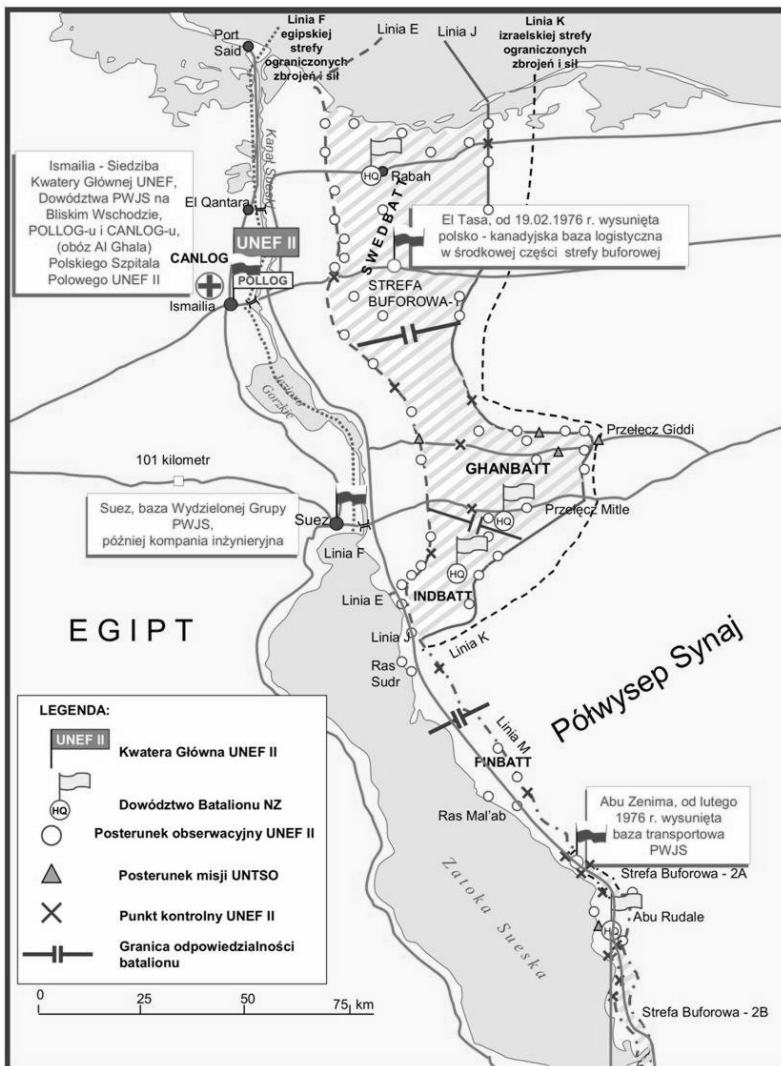 Port
Said
Linia F
egipskiej
strefy
ograniczonych
zbrojeń i sił
Linia E
Linia J
Linia K
izraelskiej strefy
ograniczonych
zbrojeń i sił
Kanał Sueski
Ismailia - Siedziba
Kwatery Głównej UNEF,
Dowództwa PWJS na
Bliskim Wschodzie,
POLLOG-u i CANLOG-u,
(obóz Al Ghala)
Polskiego Szpitala
Polowego UNEF II
El Qantara
UNEF II
CANLOG
POLLOG
Ismailia
HQ
Rabah
SWEDBATT
El Tasa, od 19.02.1976 r. wysunięta
polsko - kanadyjska baza logistyczna
w środkowej części strefy buforowej
STREFA
BUFOROWA-1
Jezioro
Gorzkie
Przełęcz Giddi
GHANBATT
101 kilometr
Suez, baza Wydzielonej Grupy
PWJS,
później kompania inżynieryjna
Suez
HQ
Przełęcz Mitle
Linia F
HQ
Linia E
INDBATT
EGIPT
Linia J
Linia K
Ras
Sudr
Półwysep Synaj
Linia M
FINBATT
Ras Mal'ab
Abu Zenima, od lutego
1976 r. wysunięta
baza transportowa
PWJS
Strefa Buforowa - 2A
Abu Rudale
HQ
Zatoka Sueska
Strefa Buforowa - 2B
LEGENDA:
UNEF II
Kwatera Główna UNEF II
HQ
Dowództwo Batalionu NZ
Posterunek obserwacyjny UNEF II
Posterunek misji UNTSO
Punkt kontrolny UNEF II
Granica odpowiedzialności
batalionu
0 25 50 75 km